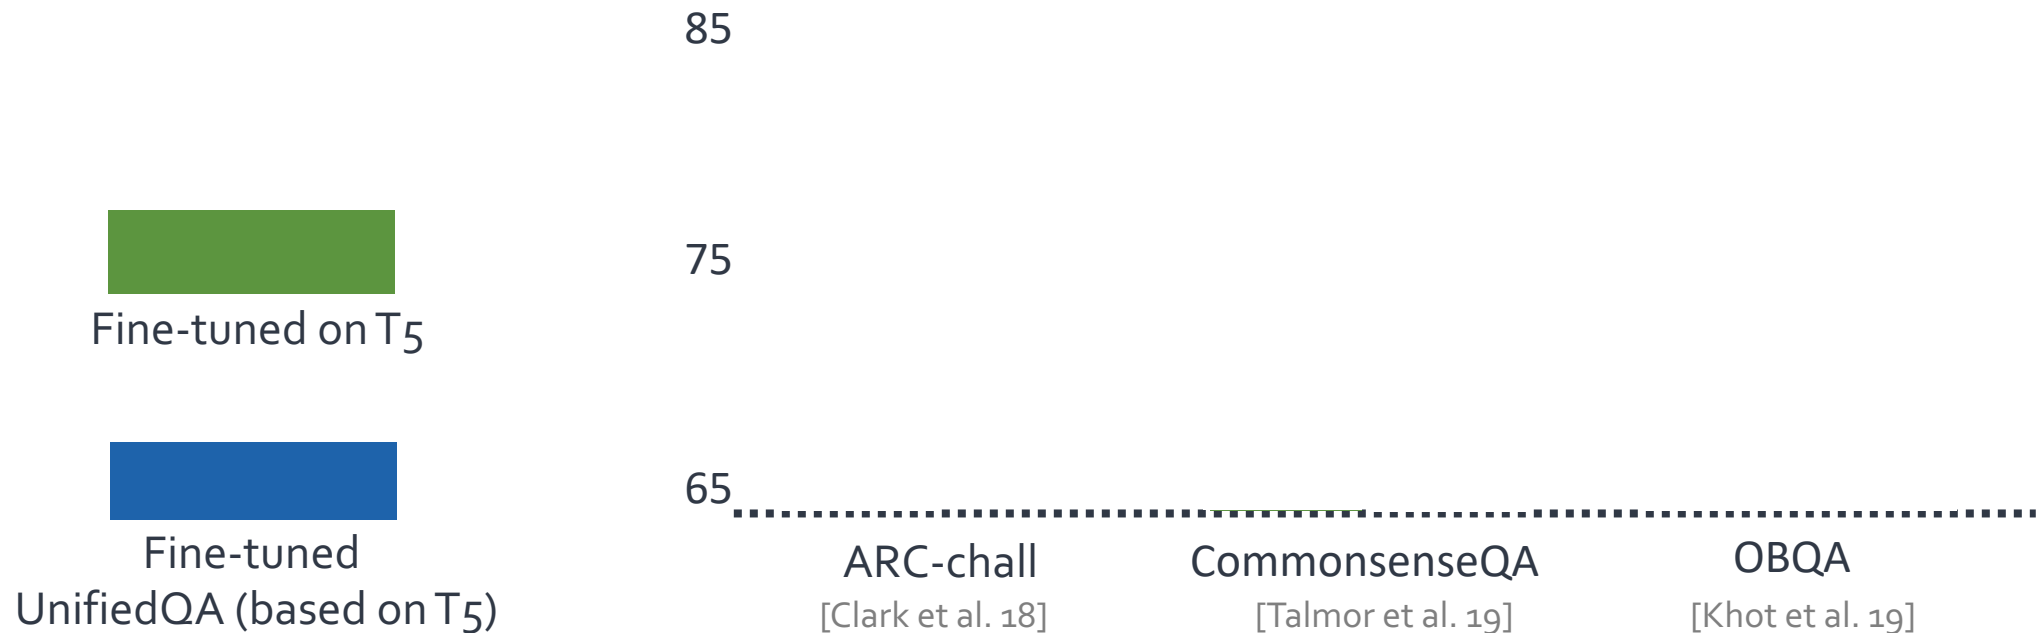 85
75
65
Fine-tuned on T5
Fine-tuned
UnifiedQA (based on T5)
ARC-chall
[Clark et al. 18]
CommonsenseQA
[Talmor et al. 19]
OBQA
[Khot et al. 19]